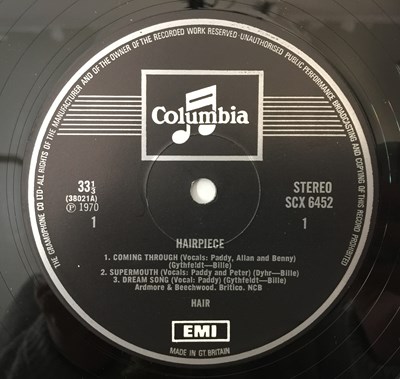 THE GRAMOPHONE CO LTD · ALL RIGHTS OF THE MANUFACTURER AND OF THE OWNER OF THE RECORDED WORK RESERVED · UNAUTHORISED PUBLIC PERFORMANCE BROADCASTING AND COPYING OF THIS RECORD PROHIBITED
Columbia
33⅓
(38021A)
℗ 1970
1
STEREO
SCX 6452
1
HAIRPIECE
1. COMING THROUGH (Vocals: Paddy, Allan and Benny)
(Gythfeldt—Bille)
2. SUPERMOUTH (Vocals: Paddy and Peter) (Dyhr—Bille)
3. DREAM SONG (Vocal: Paddy) (Gythfeldt—Bille)
Ardmore & Beechwood. Britico. NCB
HAIR
EMI
MADE IN GT. BRITAIN